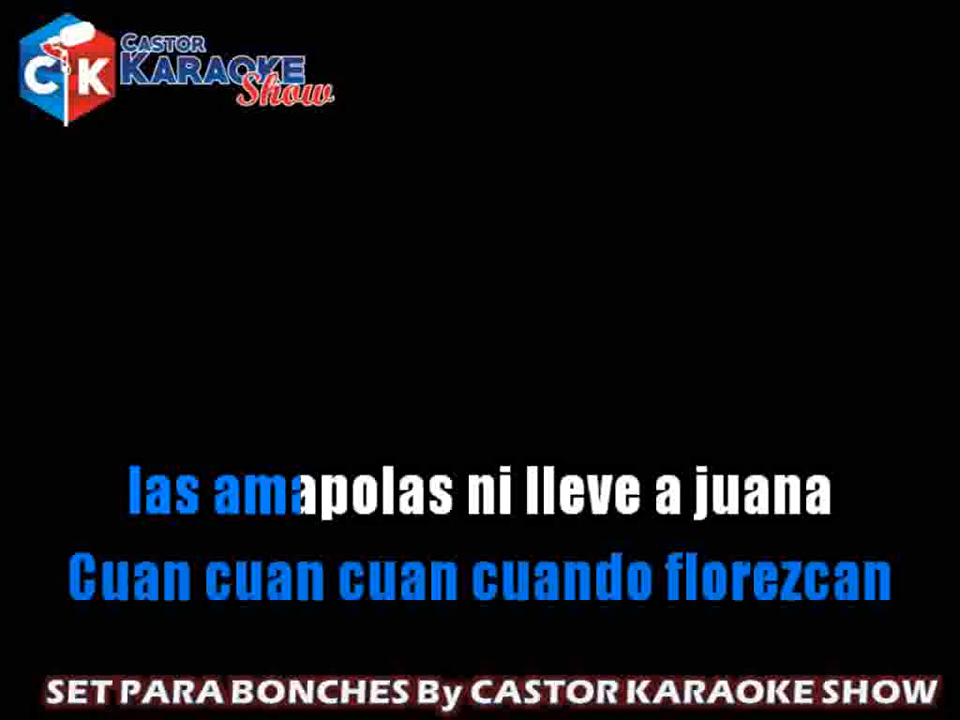 CK
CASTOR
KARAOKE
Show
las amapolas ni lleve a juana
Cuan cuan cuan cuando florezcan
SET PARA BONCHES By CASTOR KARAOKE SHOW